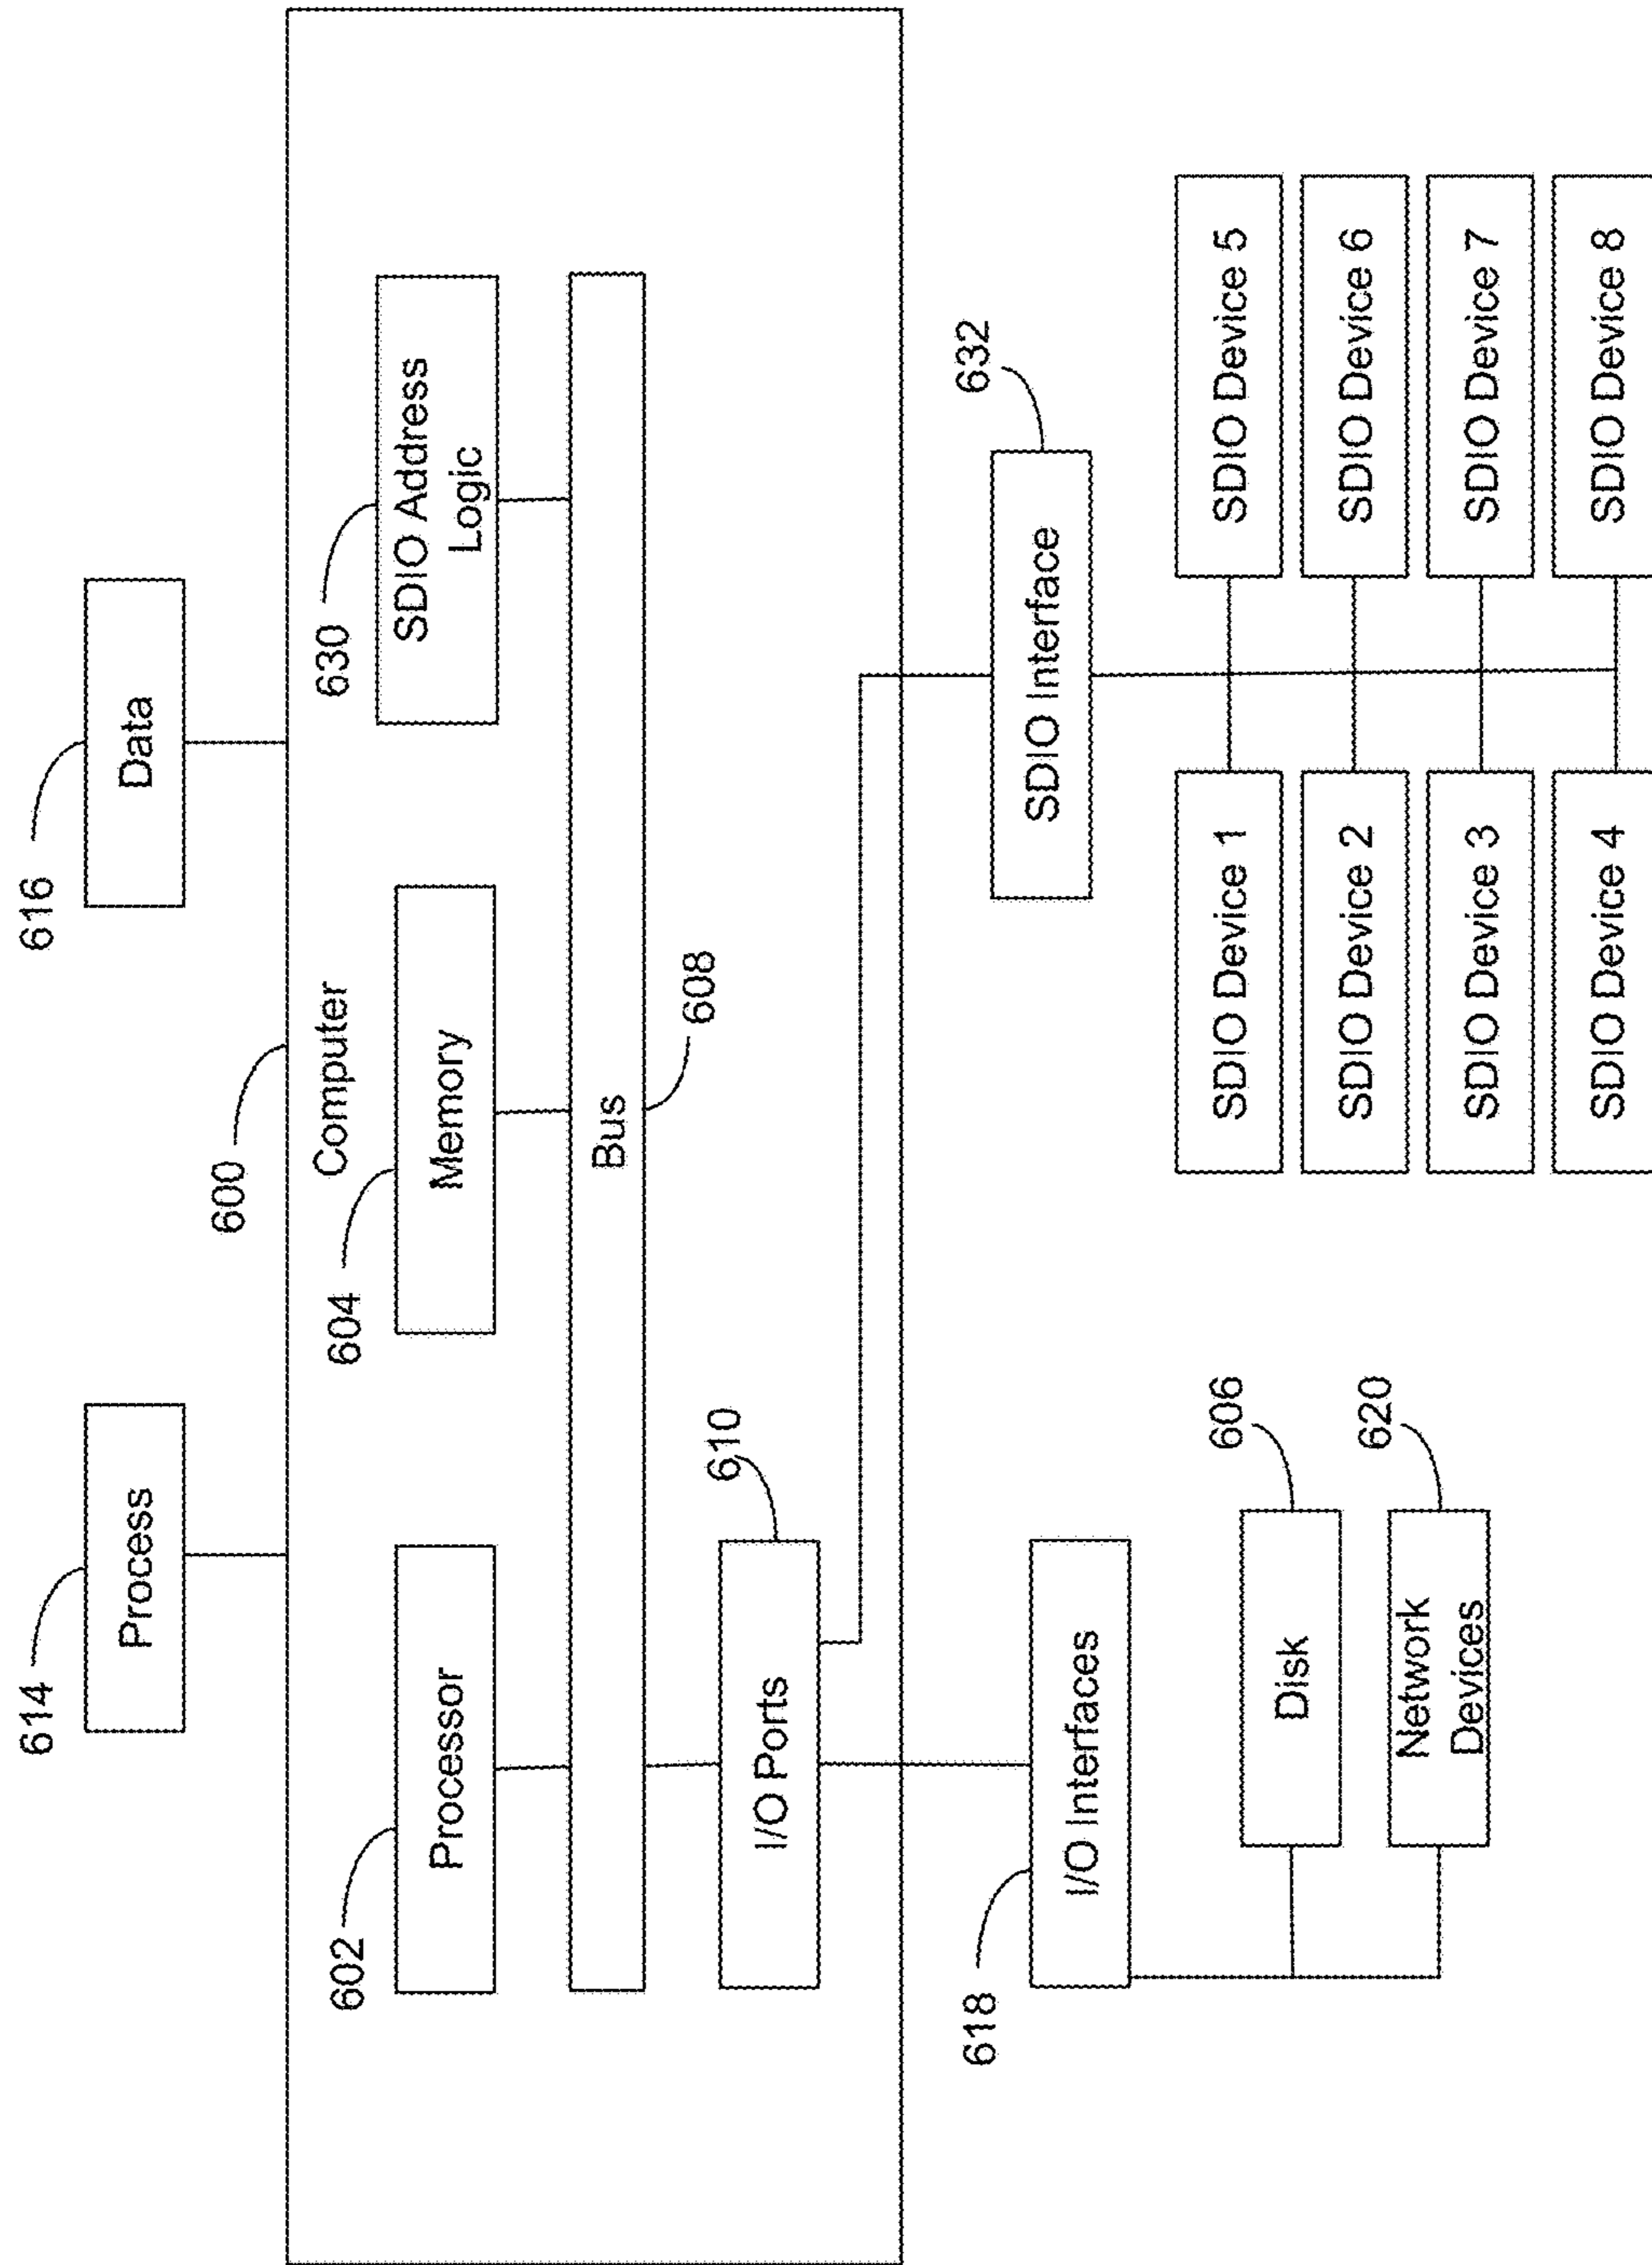 614
Process
616
Data
600
Computer
602
Processor
604
Memory
630
SDIO Address
Logic
Bus
608
610
I/O Ports
618
I/O Interfaces
632
SDIO Interface
606
Disk
620
Network
Devices
SDIO Device 1
SDIO Device 5
SDIO Device 2
SDIO Device 6
SDIO Device 3
SDIO Device 7
SDIO Device 4
SDIO Device 8